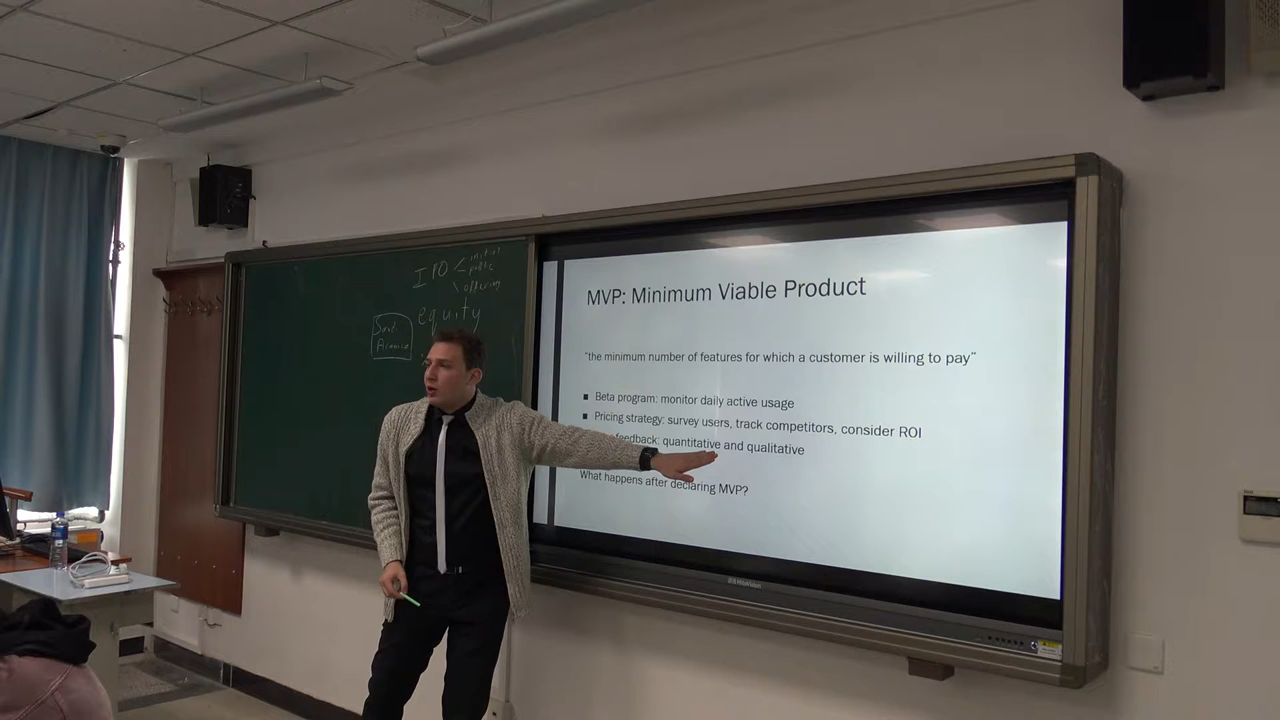 IPO
initial
public
offering
equity
MVP: Minimum Viable Product
"the minimum number of features for which a customer is willing to pay"
■ Beta program: monitor daily active usage
■ Pricing strategy: survey users, track competitors, consider ROI
feedback: quantitative and qualitative
What happens after declaring MVP?